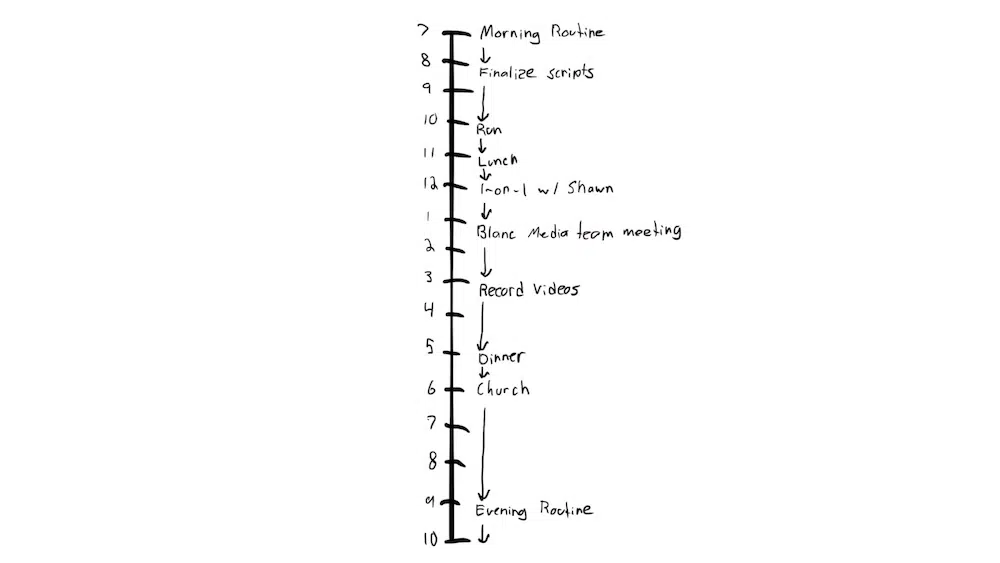 7 Morning Routine
8
Finalize scripts
9
10
Run
11
Lunch
12
1-on-1 w/ Shawn
1
Blanc Media team meeting
2
3
Record Videos
4
5
Dinner
6 Church
7
8
9
Evening Routine
10